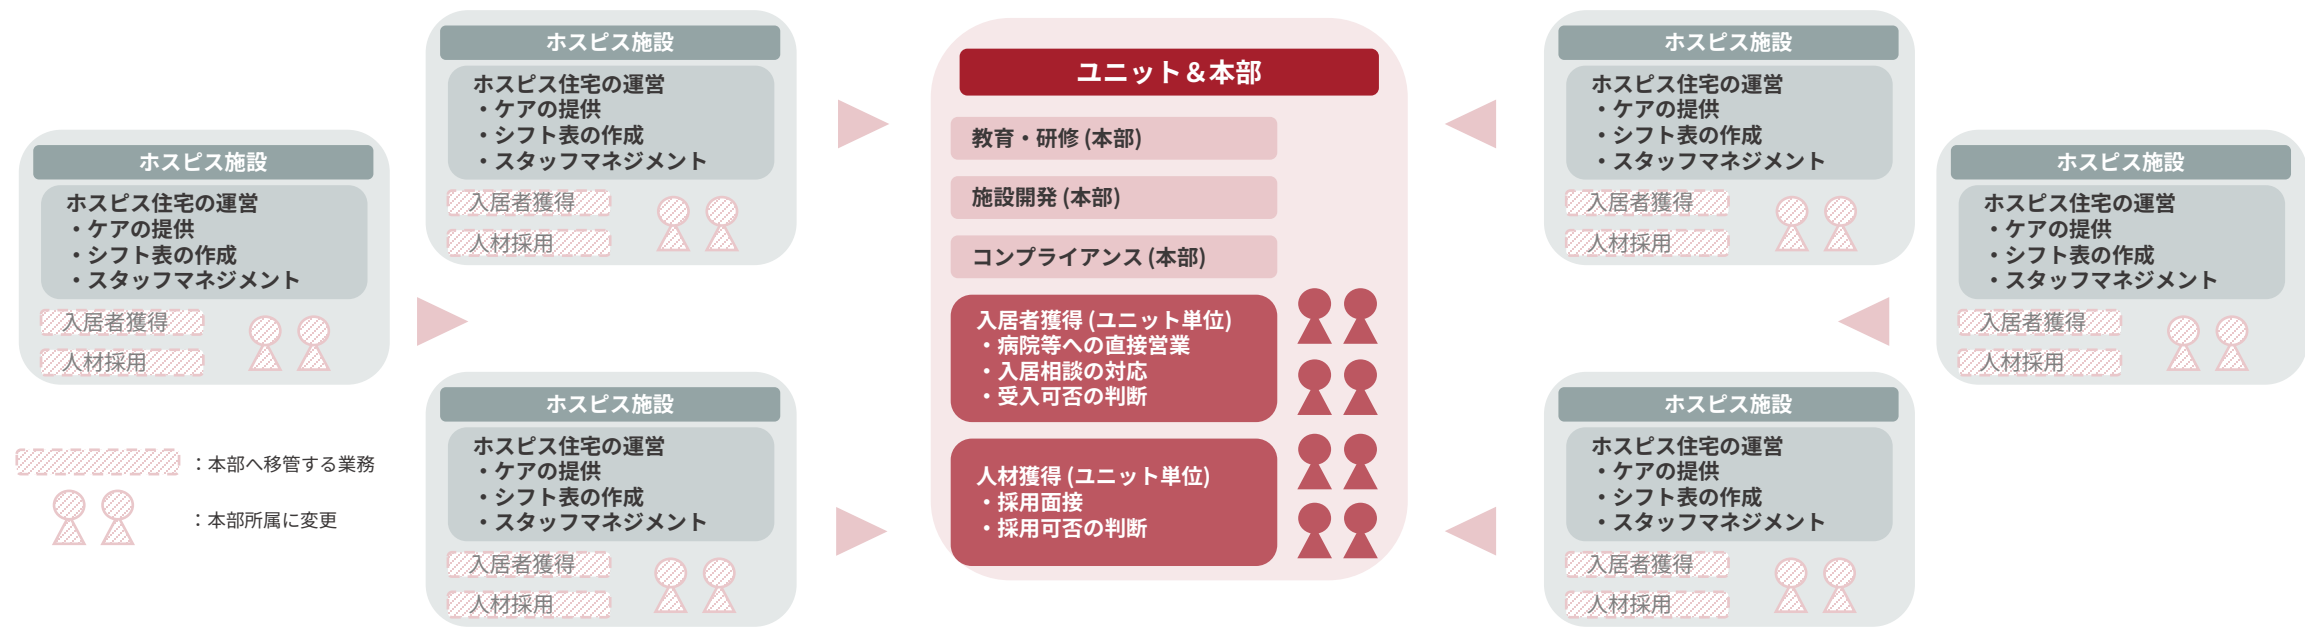 ホスピス施設
ホスピス住宅の運営
・ケアの提供
・シフト表の作成
・スタッフマネジメント
入居者獲得
人材採用
ホスピス施設
ホスピス住宅の運営
・ケアの提供
・シフト表の作成
・スタッフマネジメント
入居者獲得
人材採用
ホスピス施設
ホスピス住宅の運営
・ケアの提供
・シフト表の作成
・スタッフマネジメント
入居者獲得
人材採用
：本部へ移管する業務
：本部所属に変更
ユニット＆本部
教育・研修 (本部)
施設開発 (本部)
コンプライアンス (本部)
入居者獲得 (ユニット単位)
・病院等への直接営業
・入居相談の対応
・受入可否の判断
人材獲得 (ユニット単位)
・採用面接
・採用可否の判断
ホスピス施設
ホスピス住宅の運営
・ケアの提供
・シフト表の作成
・スタッフマネジメント
入居者獲得
人材採用
ホスピス施設
ホスピス住宅の運営
・ケアの提供
・シフト表の作成
・スタッフマネジメント
入居者獲得
人材採用
ホスピス施設
ホスピス住宅の運営
・ケアの提供
・シフト表の作成
・スタッフマネジメント
入居者獲得
人材採用